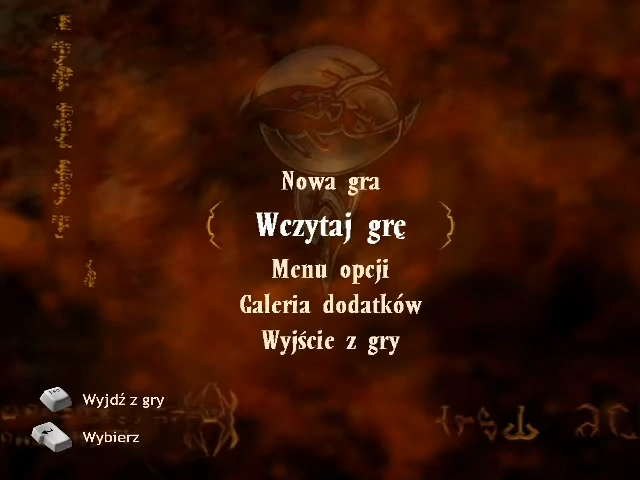 Nowa gra
Wczytaj grę
Menu opcji
Galeria dodatków
Wyjście z gry
Wyjdź z gry
Wybierz